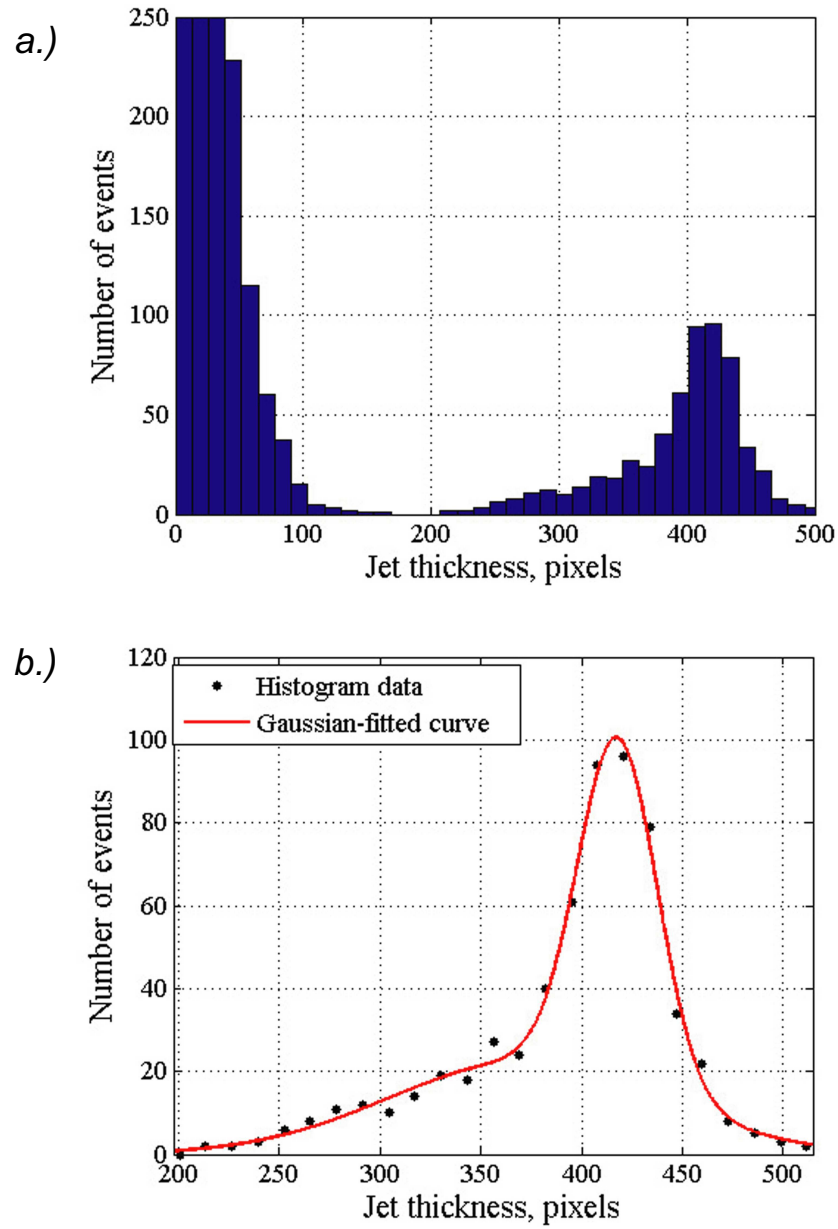 a.)
250
200
150
100
50
0
Number of events
0 100 200 300 400 500
Jet thickness, pixels
b.)
120
100
80
60
40
20
0
Number of events
Histogram data
Gaussian-fitted curve
200 250 300 350 400 450 500
Jet thickness, pixels